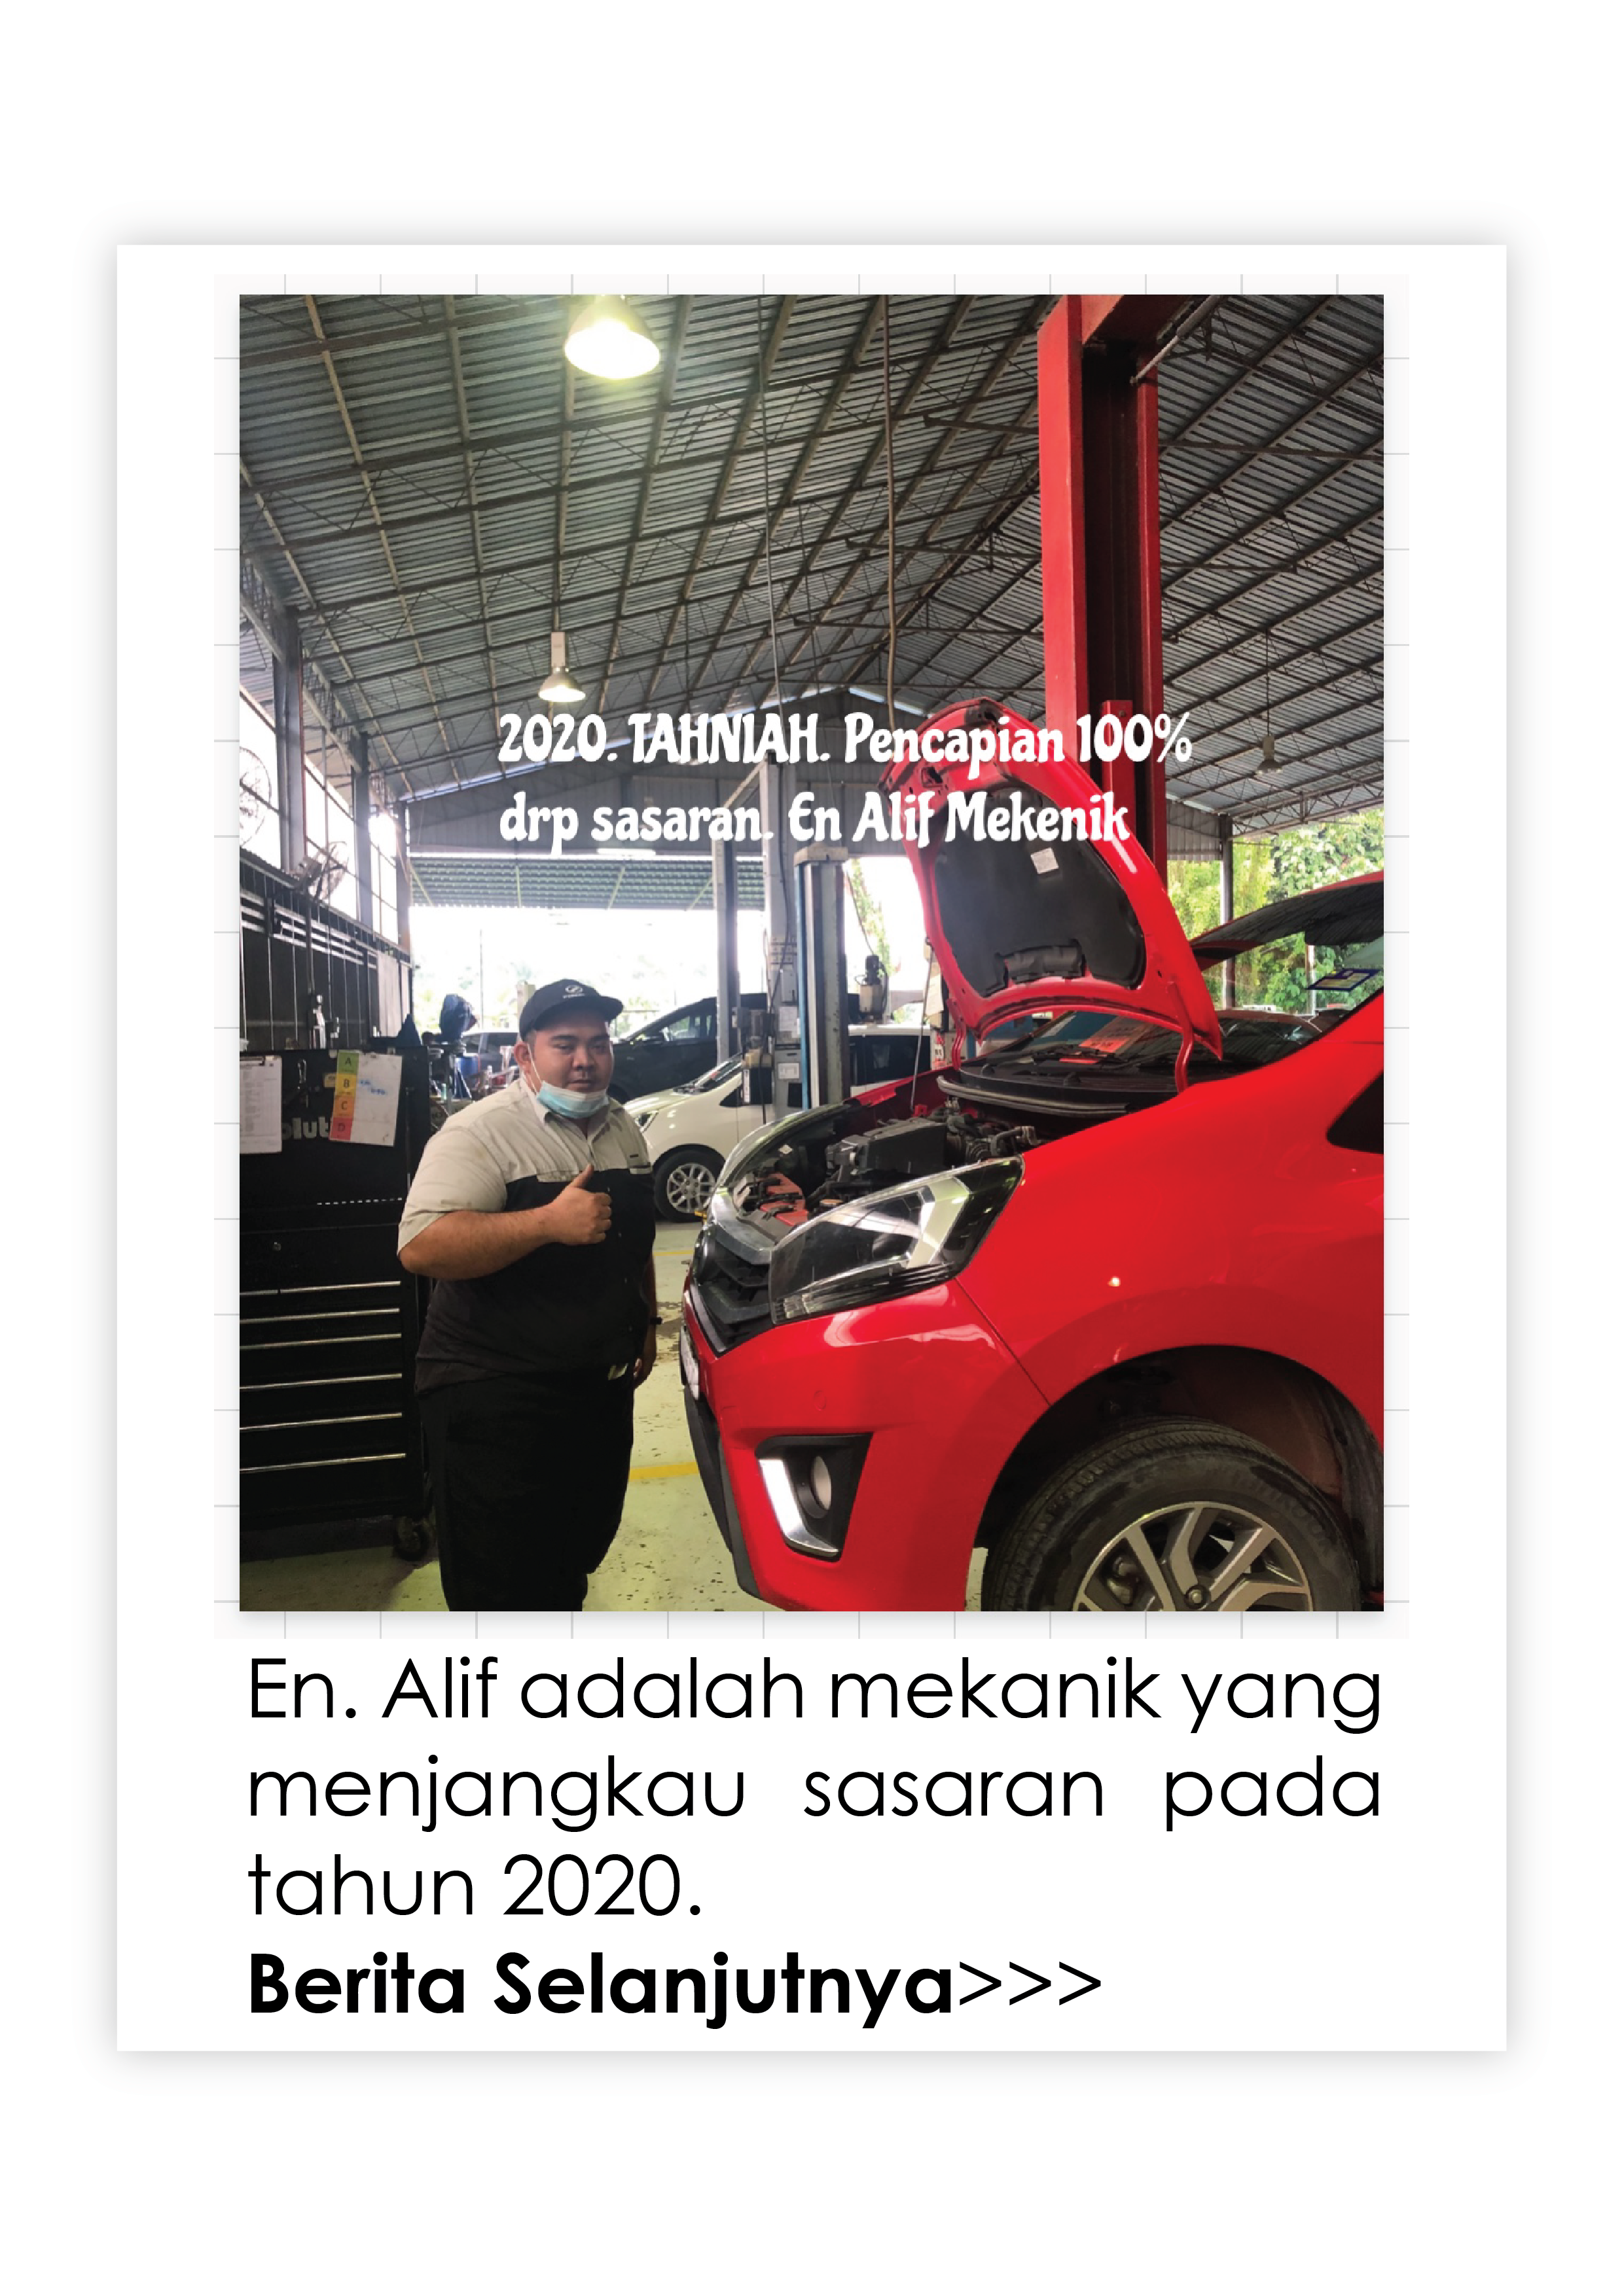 2020. TAHNIAH. Pencapian 100%
drp sasaran. En Alif Mekenik
A
B
C
D
En. Alif adalah mekanik yang
menjangkau sasaran pada
tahun 2020.
Berita Selanjutnya>>>